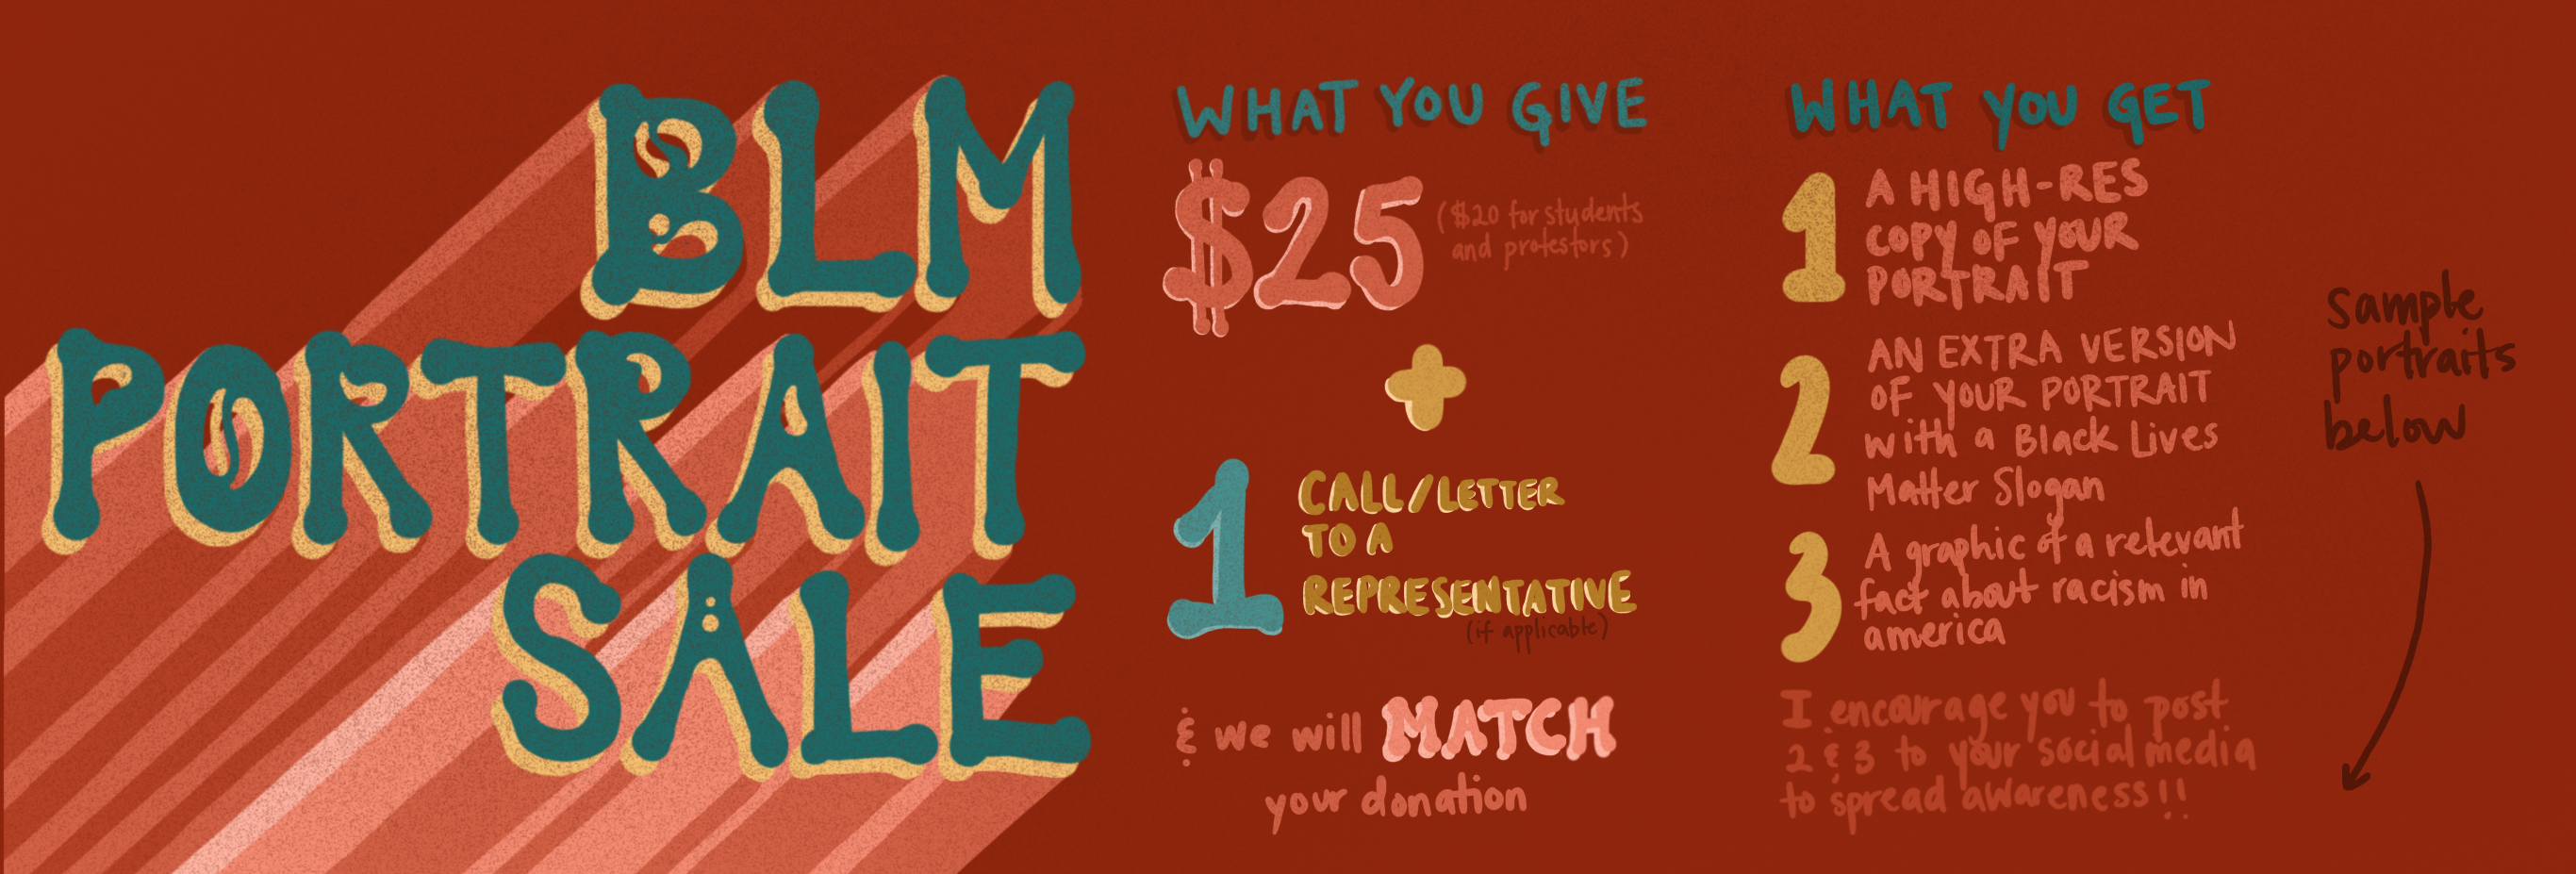 BLM
PORTRAIT
SALE
WHAT YOU GIVE
$25
($20 for students
and protestors)
+
1
CALL/LETTER
TO A
REPRESENTATIVE
(if applicable)
& we will MATCH
your donation
WHAT YOU GET
1
A HIGH-RES
COPY OF YOUR
PORTRAIT
2
AN EXTRA VERSION
OF YOUR PORTRAIT
with a Black Lives
Matter Slogan
3
A graphic of a relevant
fact about racism in
america
I encourage you to post
2 & 3 to your social media
to spread awareness!!
Sample
portraits
below